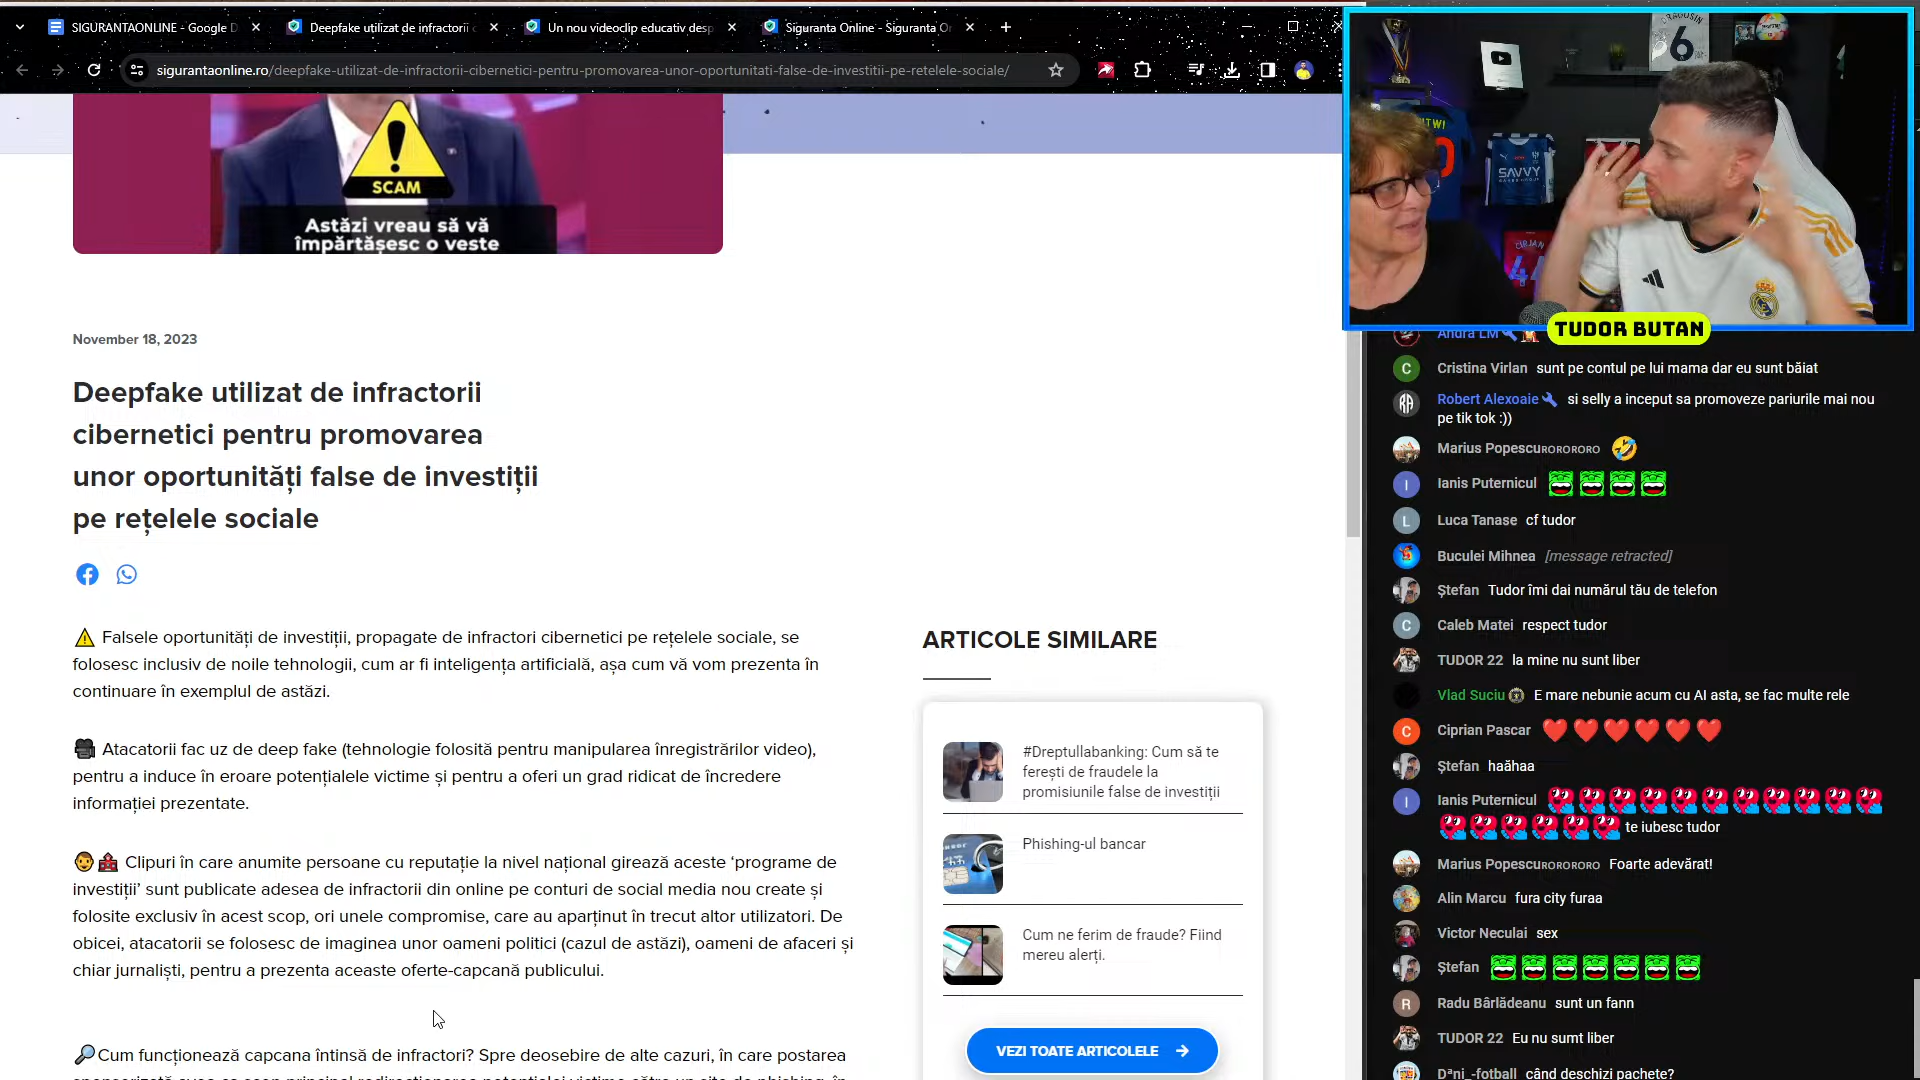 SIGURANTAONLINE - Google D
Deepfake utilizat de infractorii c
Un nou videoclip educativ desp
Siguranta Online - Siguranta On
sigurantaonline.ro/deepfake-utilizat-de-infractorii-cibernetici-pentru-promovarea-unor-oportunitati-false-de-investitii-pe-retelele-sociale/
SCAM
Astăzi vreau să vă
împărtășesc o veste
November 18, 2023
Deepfake utilizat de infractorii
cibernetici pentru promovarea
unor oportunități false de investiții
pe rețelele sociale
⚠️ Falsele oportunități de investiții, propagate de infractori cibernetici pe rețelele sociale, se
folosesc inclusiv de noile tehnologii, cum ar fi inteligența artificială, așa cum vă vom prezenta în
continuare în exemplul de astăzi.
🎥 Atacatorii fac uz de deep fake (tehnologie folosită pentru manipularea înregistrărilor video),
pentru a induce în eroare potențialele victime și pentru a oferi un grad ridicat de încredere
informației prezentate.
Clipuri în care anumite persoane cu reputație la nivel național girează aceste ‘programe de
investiții’ sunt publicate adesea de infractorii din online pe conturi de social media nou create și
folosite exclusiv în acest scop, ori unele compromise, care au aparținut în trecut altor utilizatori. De
obicei, atacatorii se folosesc de imaginea unor oameni politici (cazul de astăzi), oameni de afaceri și
chiar jurnaliști, pentru a prezenta aceaste oferte-capcană publicului.
🔎Cum funcționează capcana întinsă de infractori? Spre deosebire de alte cazuri, în care postarea
ARTICOLE SIMILARE
#Dreptullabanking: Cum să te
ferești de fraudele la
promisiunile false de investiții
Phishing-ul bancar
Cum ne ferim de fraude? Fiind
mereu alerți.
VEZI TOATE ARTICOLELE
DRAGUSIN
6
SAVVY
CIRJAN
44
TUDOR BUTAN
Andra LM
Cristina Virlan sunt pe contul pe lui mama dar eu sunt băiat
Robert Alexoaie si selly a inceput sa promoveze pariurile mai nou
pe tik tok :))
Marius PopescuRORORORO 🤣
Ianis Puternicul
Luca Tanase cf tudor
Buculei Mihnea [message retracted]
Ștefan Tudor îmi dai numărul tău de telefon
Caleb Matei respect tudor
TUDOR 22 la mine nu sunt liber
Vlad Suciu E mare nebunie acum cu AI asta, se fac multe rele
Ciprian Pascar ❤️❤️❤️❤️❤️❤️
Ștefan haăhaa
Ianis Puternicul
te iubesc tudor
Marius PopescuRORORORO Foarte adevărat!
Alin Marcu fura city furaa
Victor Neculai sex
Ștefan
Radu Bârlădeanu sunt un fann
TUDOR 22 Eu nu sumt liber
Dªni_-fotball când deschizi pachete?